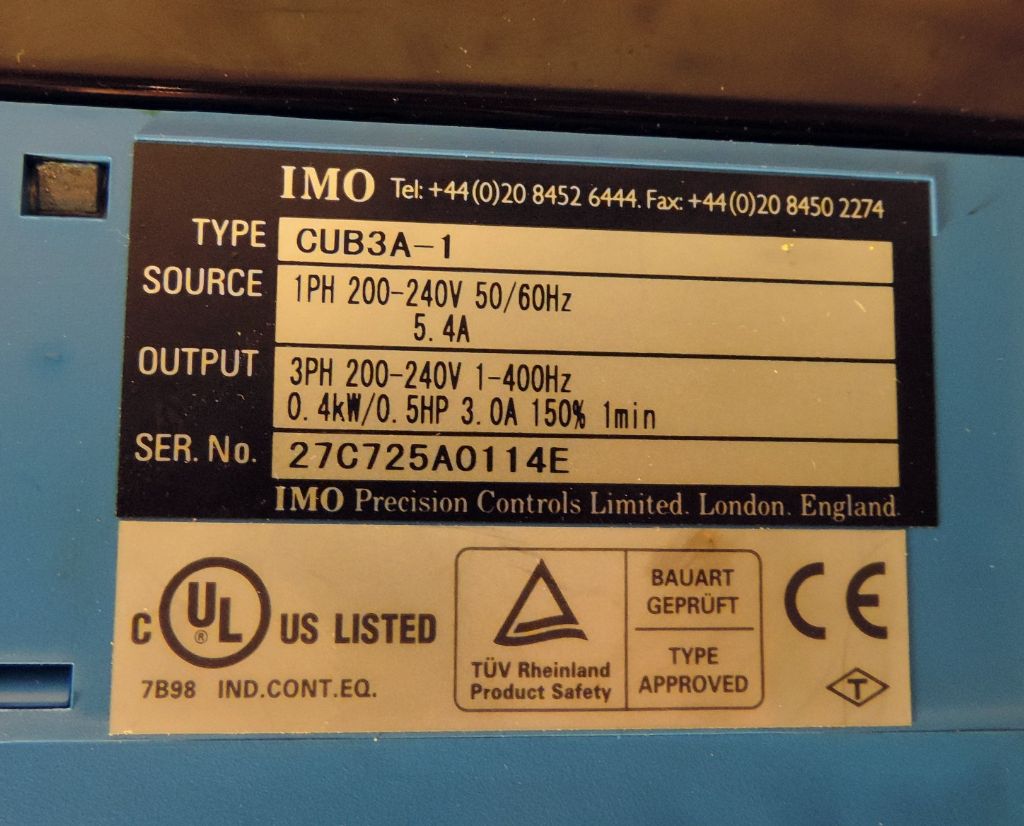 IMO Tel: +44(0)20 8452 6444. Fax: +44(0)20 8450 2274
TYPE CUB3A-1
SOURCE 1PH 200-240V 50/60Hz
5.4A
OUTPUT 3PH 200-240V 1-400Hz
0.4kW/0.5HP 3.0A 150% 1min
SER. No. 27C725A0114E
IMO Precision Controls Limited. London. England.
C UL ® US LISTED
7B98 IND.CONT.EQ.
TÜV Rheinland
Product Safety
BAUART
GEPRÜFT
TYPE
APPROVED
CE
T